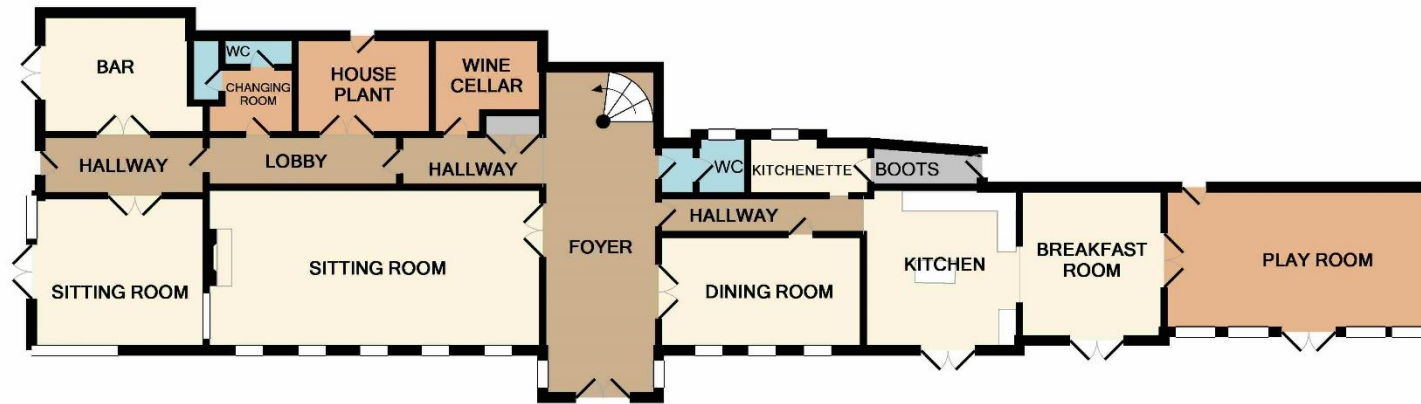 BAR
WC
CHANGING
ROOM
HOUSE
PLANT
WINE
CELLAR
HALLWAY
LOBBY
HALLWAY
WC
KITCHENETTE
BOOTS
HALLWAY
SITTING ROOM
SITTING ROOM
FOYER
DINING ROOM
KITCHEN
BREAKFAST
ROOM
PLAY ROOM